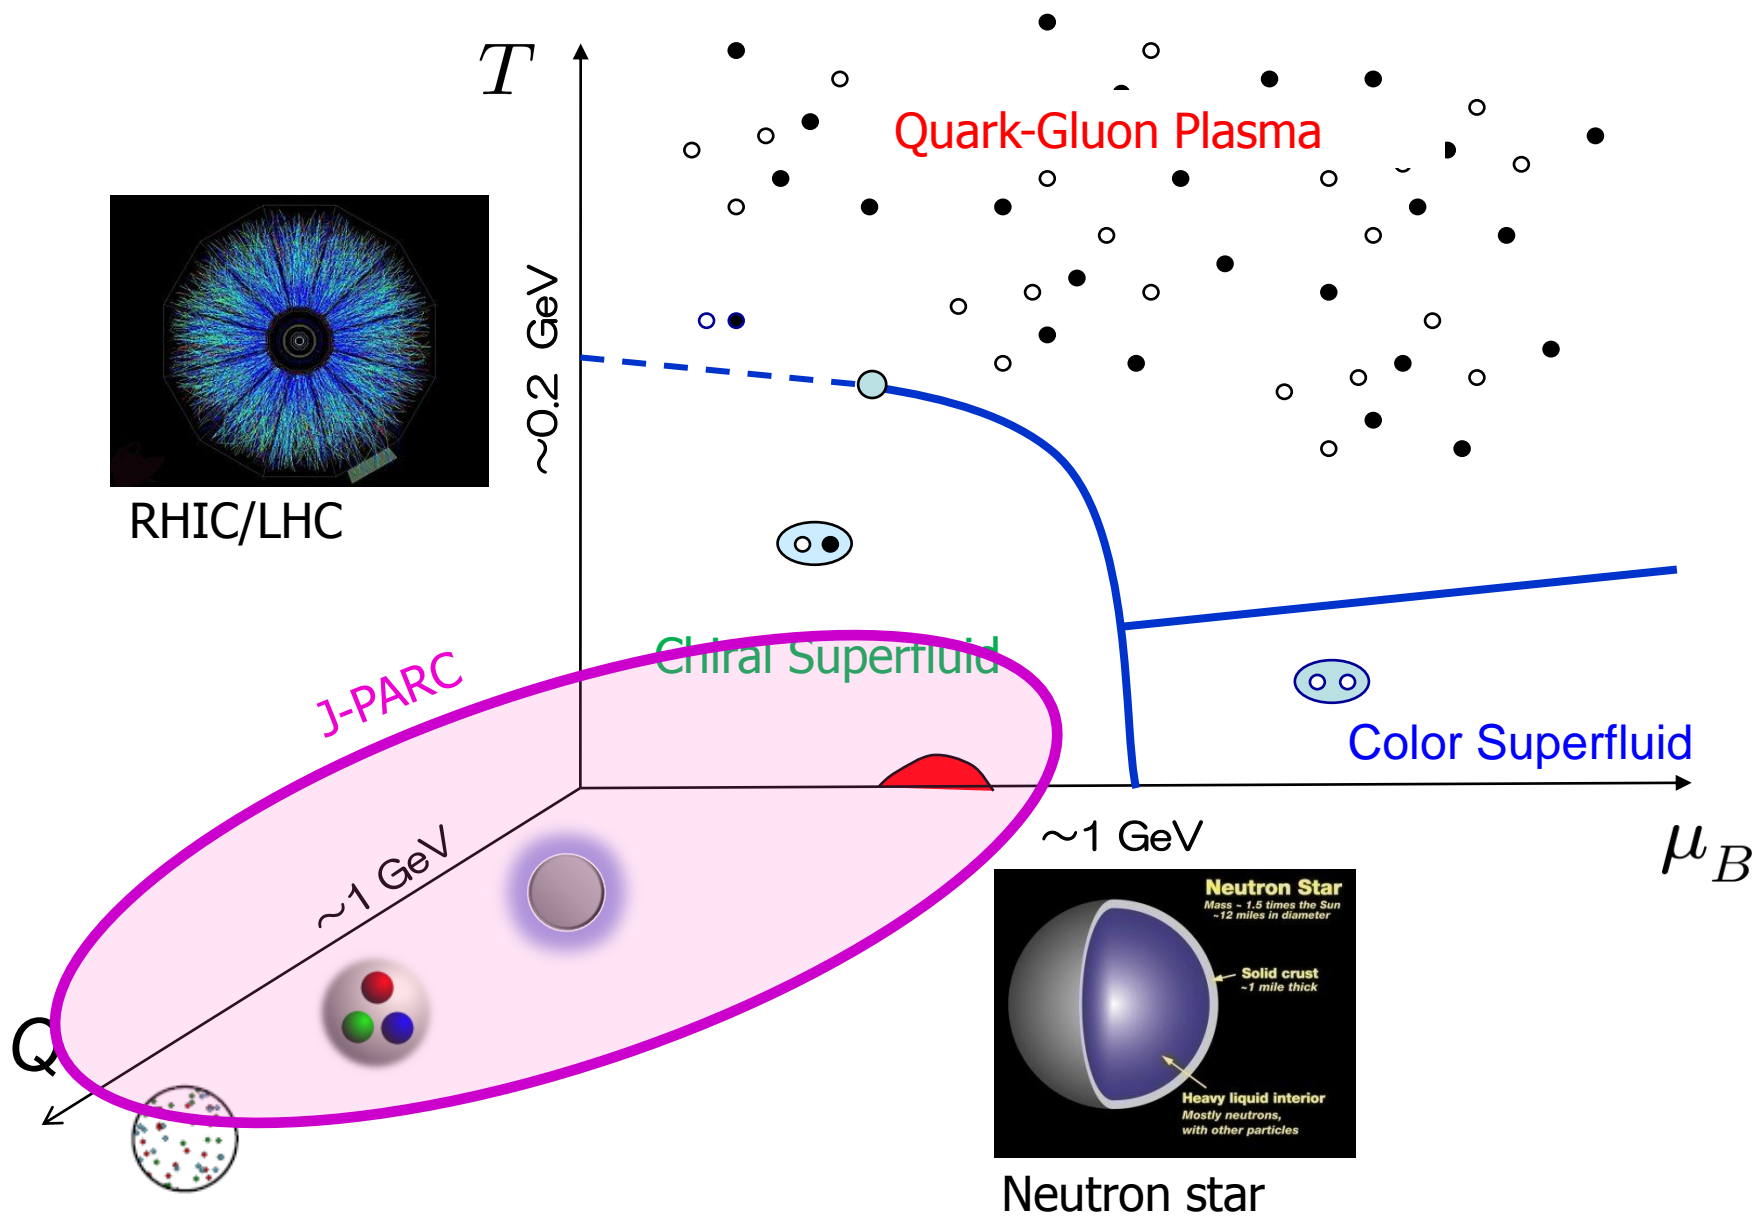 T
Quark-Gluon Plasma
~0.2 GeV
RHIC/LHC
Chiral Superfluid
J-PARC
Color Superfluid
~1 GeV
~1 GeV
μB
Q
Neutron Star
Mass ~ 1.5 times the Sun
~12 miles in diameter
Solid crust
~1 mile thick
Heavy liquid interior
Mostly neutrons,
with other particles
Neutron star